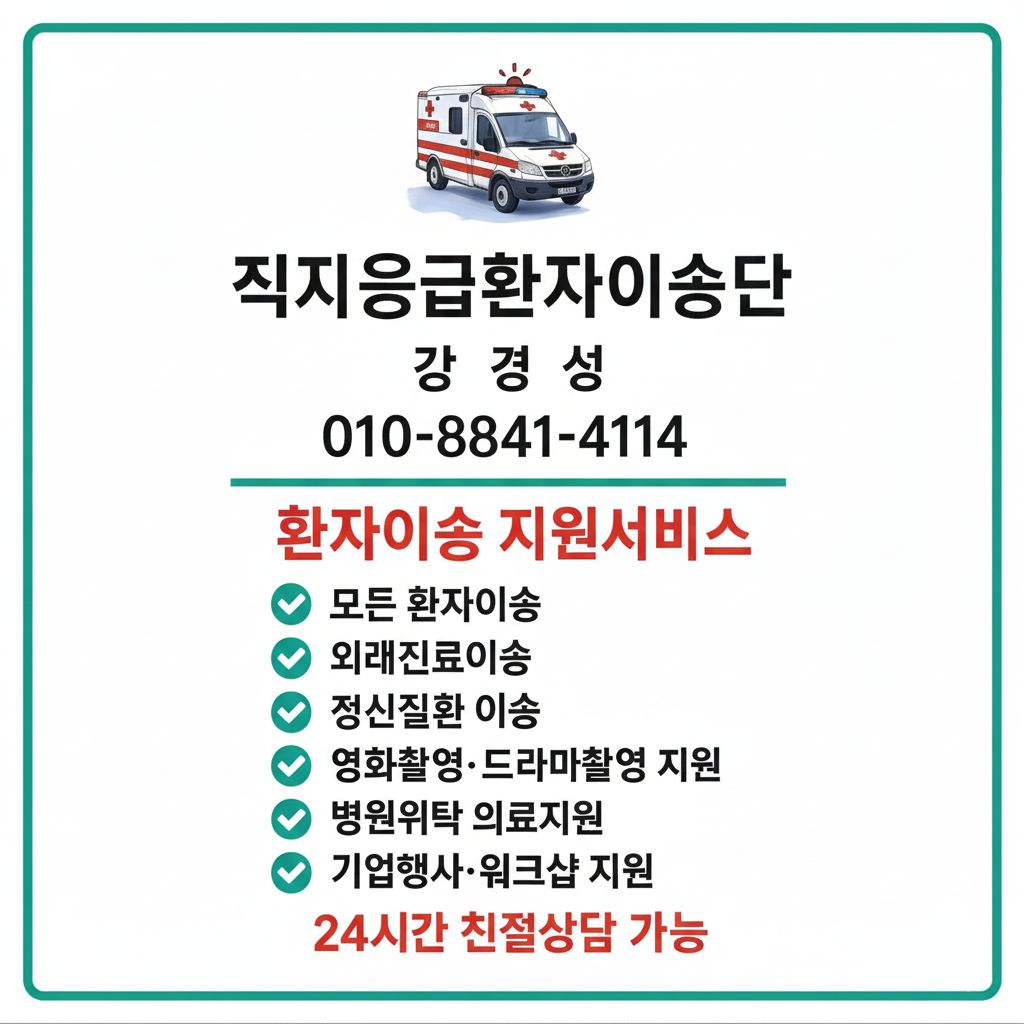 직지응급환자이송단
강 경 성
010-8841-4114
환자이송 지원서비스
모든 환자이송
외래진료이송
정신질환 이송
영화촬영·드라마촬영 지원
병원위탁 의료지원
기업행사·워크샵 지원
24시간 친절상담 가능